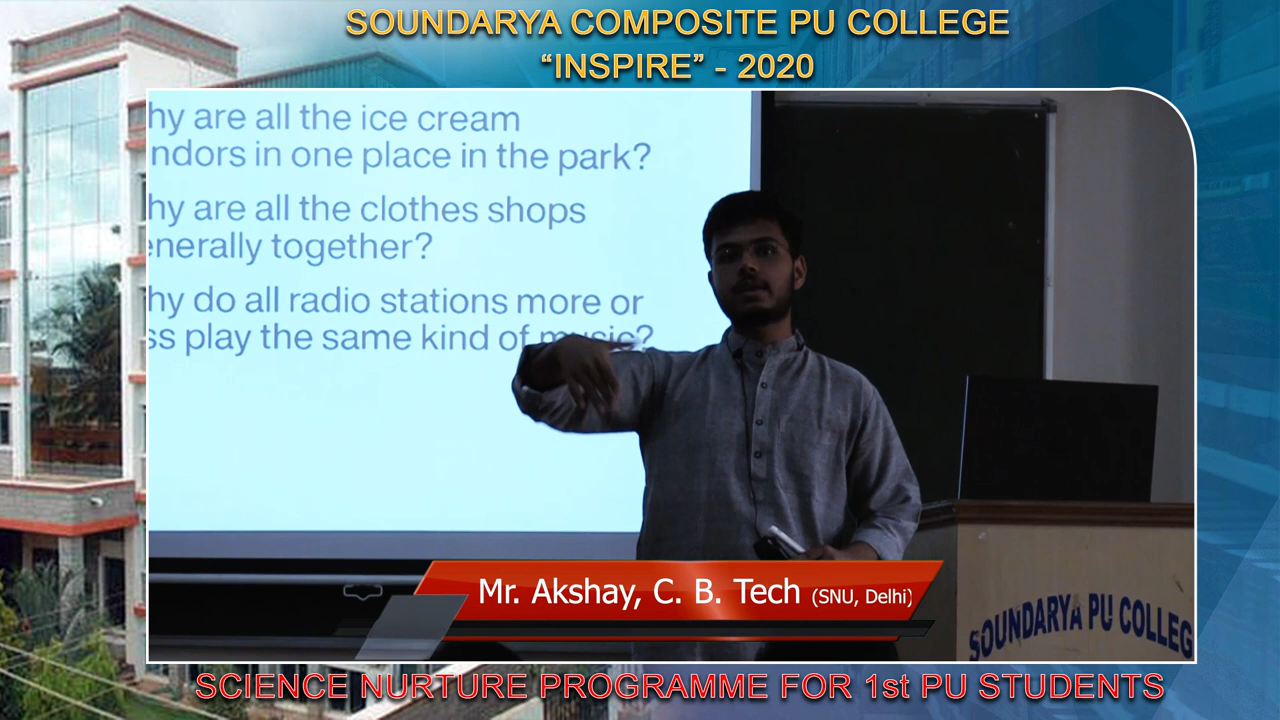 SOUNDARYA COMPOSITE PU COLLEGE
“INSPIRE” - 2020
hy are all the ice cream
ndors in one place in the park?
hy are all the clothes shops
enerally together?
hy do all radio stations more or
ss play the same kind of music?
Mr. Akshay, C. B. Tech (SNU, Delhi)
SOUNDARYA PU COLLEG
SCIENCE NURTURE PROGRAMME FOR 1st PU STUDENTS